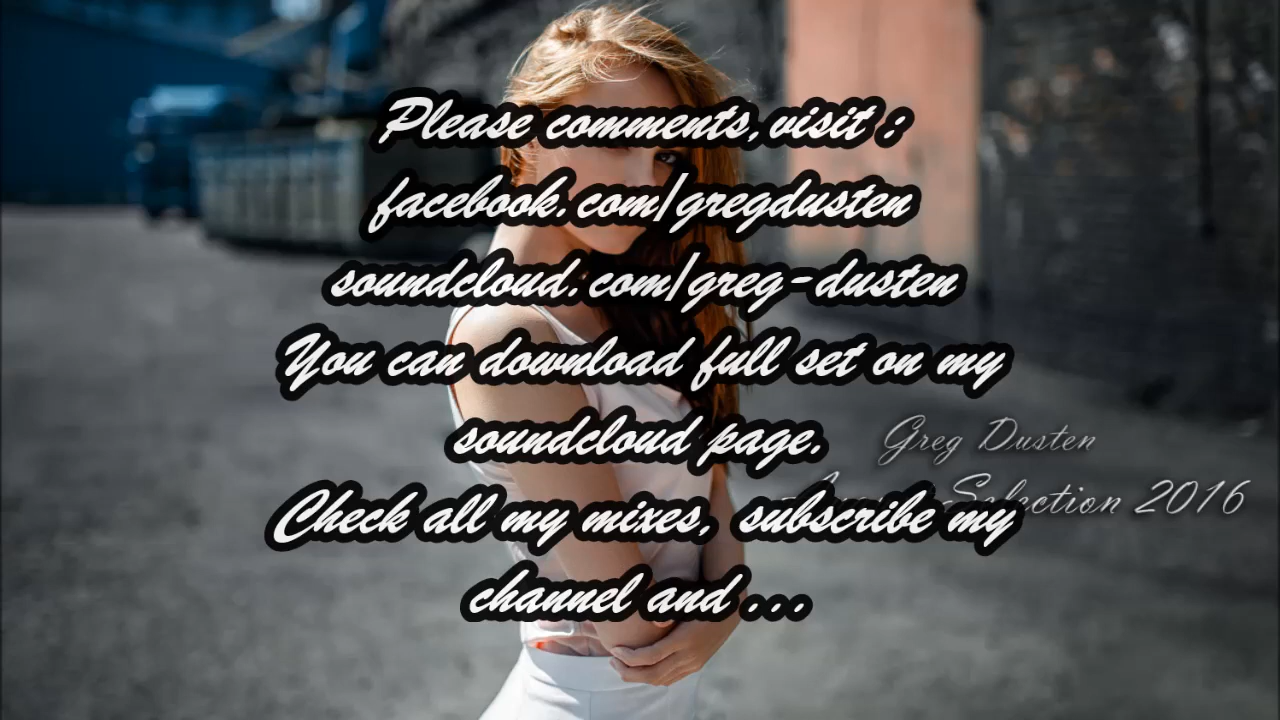 Please comments,visit :
facebook.com/gregdusten
soundcloud.com/greg-dusten
You can download full set on my
soundcloud page.
Check all my mixes, subscribe my
channel and ...
Greg Dusten
Selection 2016